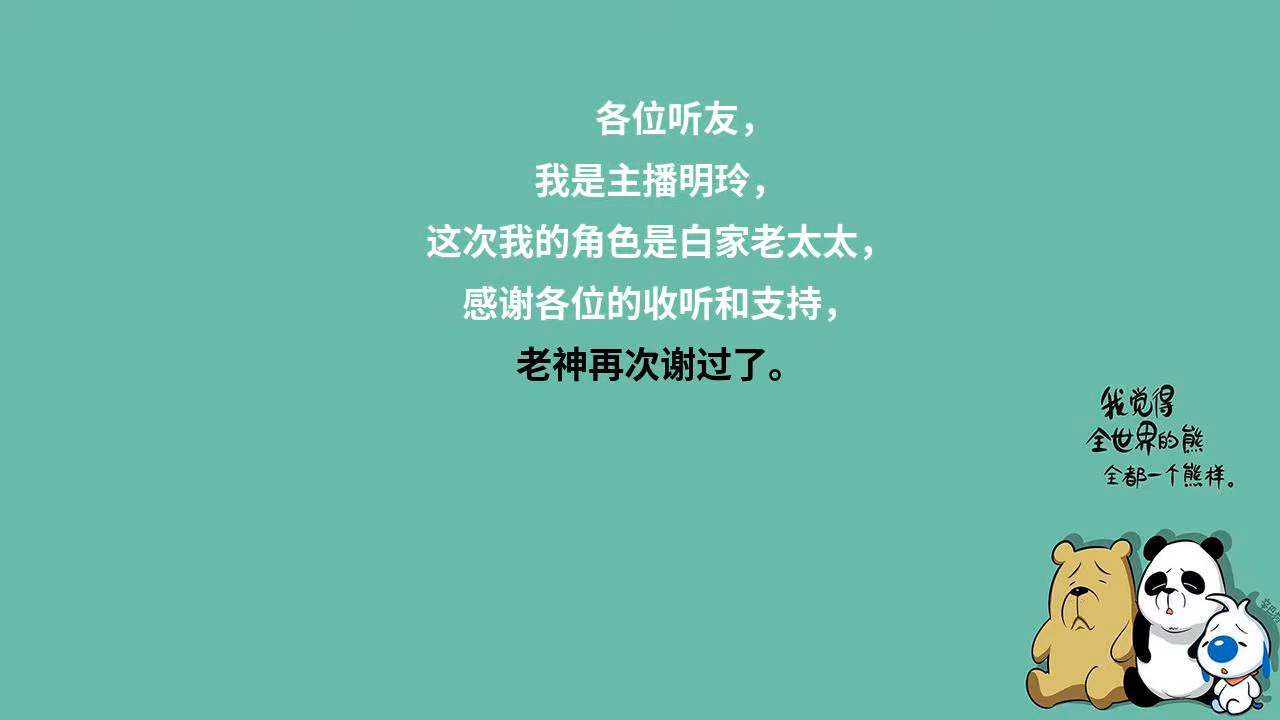 各位听友，
我是主播明玲，
这次我的角色是白家老太太，
感谢各位的收听和支持，
老神再次谢过了。
我觉得
全世界的熊
全都一个熊样。